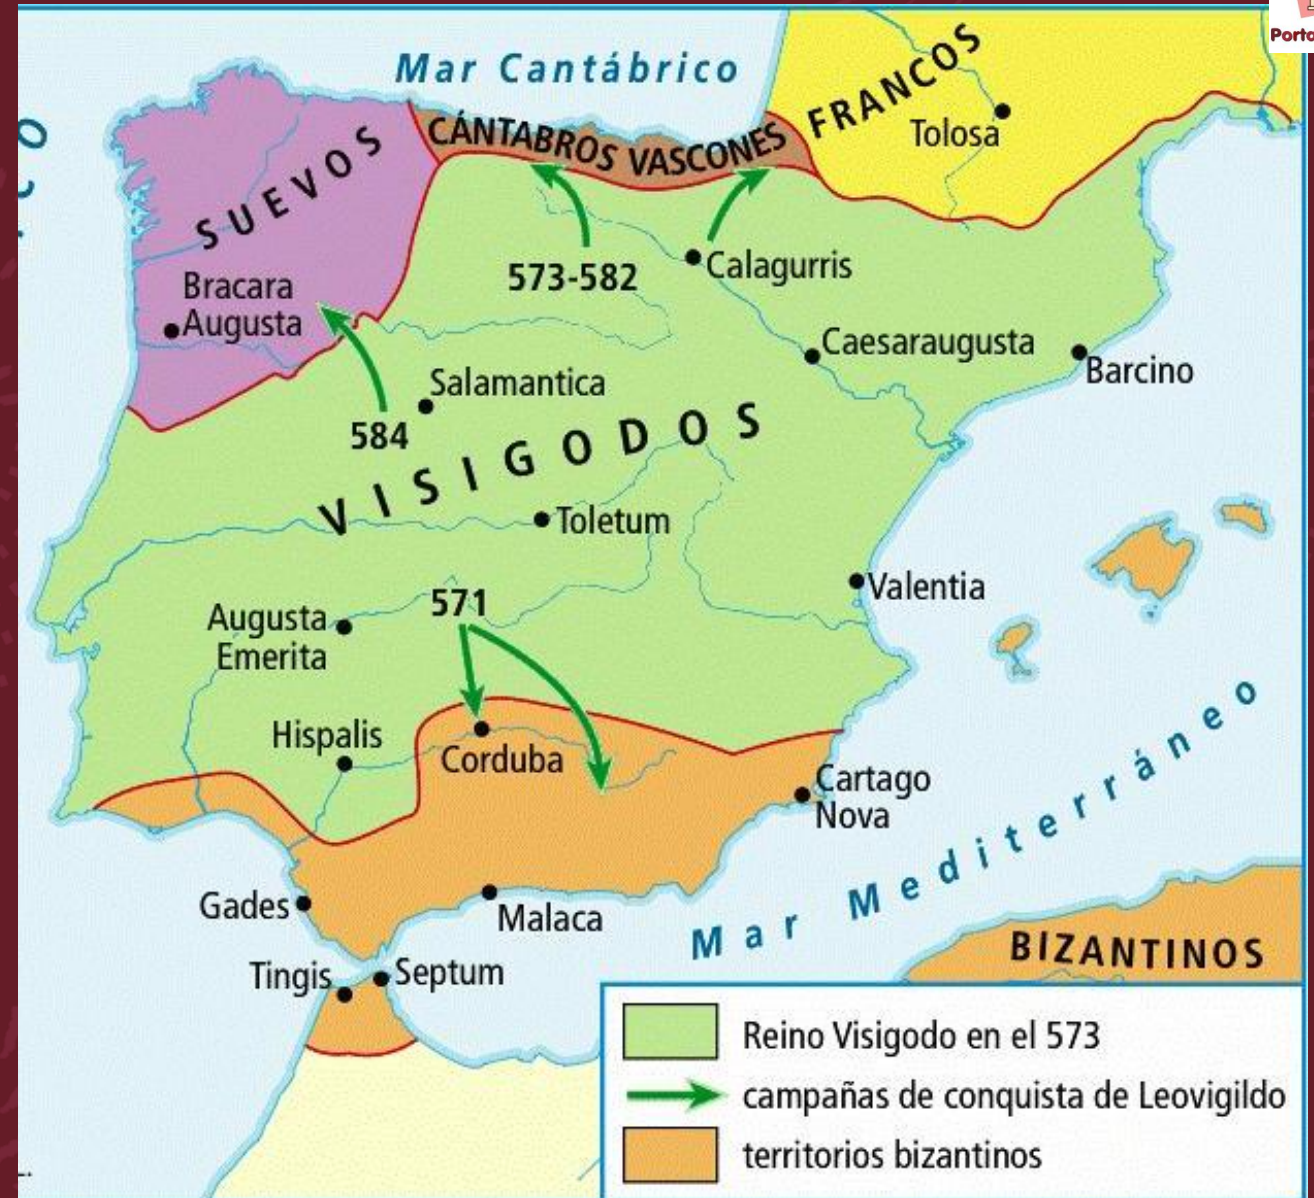 Porto
Mar Cantábrico
FRANCOS
Tolosa
CÁNTABROS VASCONES
SUEVOS
Bracara
Augusta
573-582
Calagurris
Caesaraugusta
Barcino
Salamantica
584
VISIGODOS
Toletum
Valentia
571
Augusta
Emerita
Hispalis
Corduba
Cartago
Nova
Gades
Malaca
Mar Mediterráneo
Tingis
Septum
BIZANTINOS
Reino Visigodo en el 573
campañas de conquista de Leovigildo
territorios bizantinos